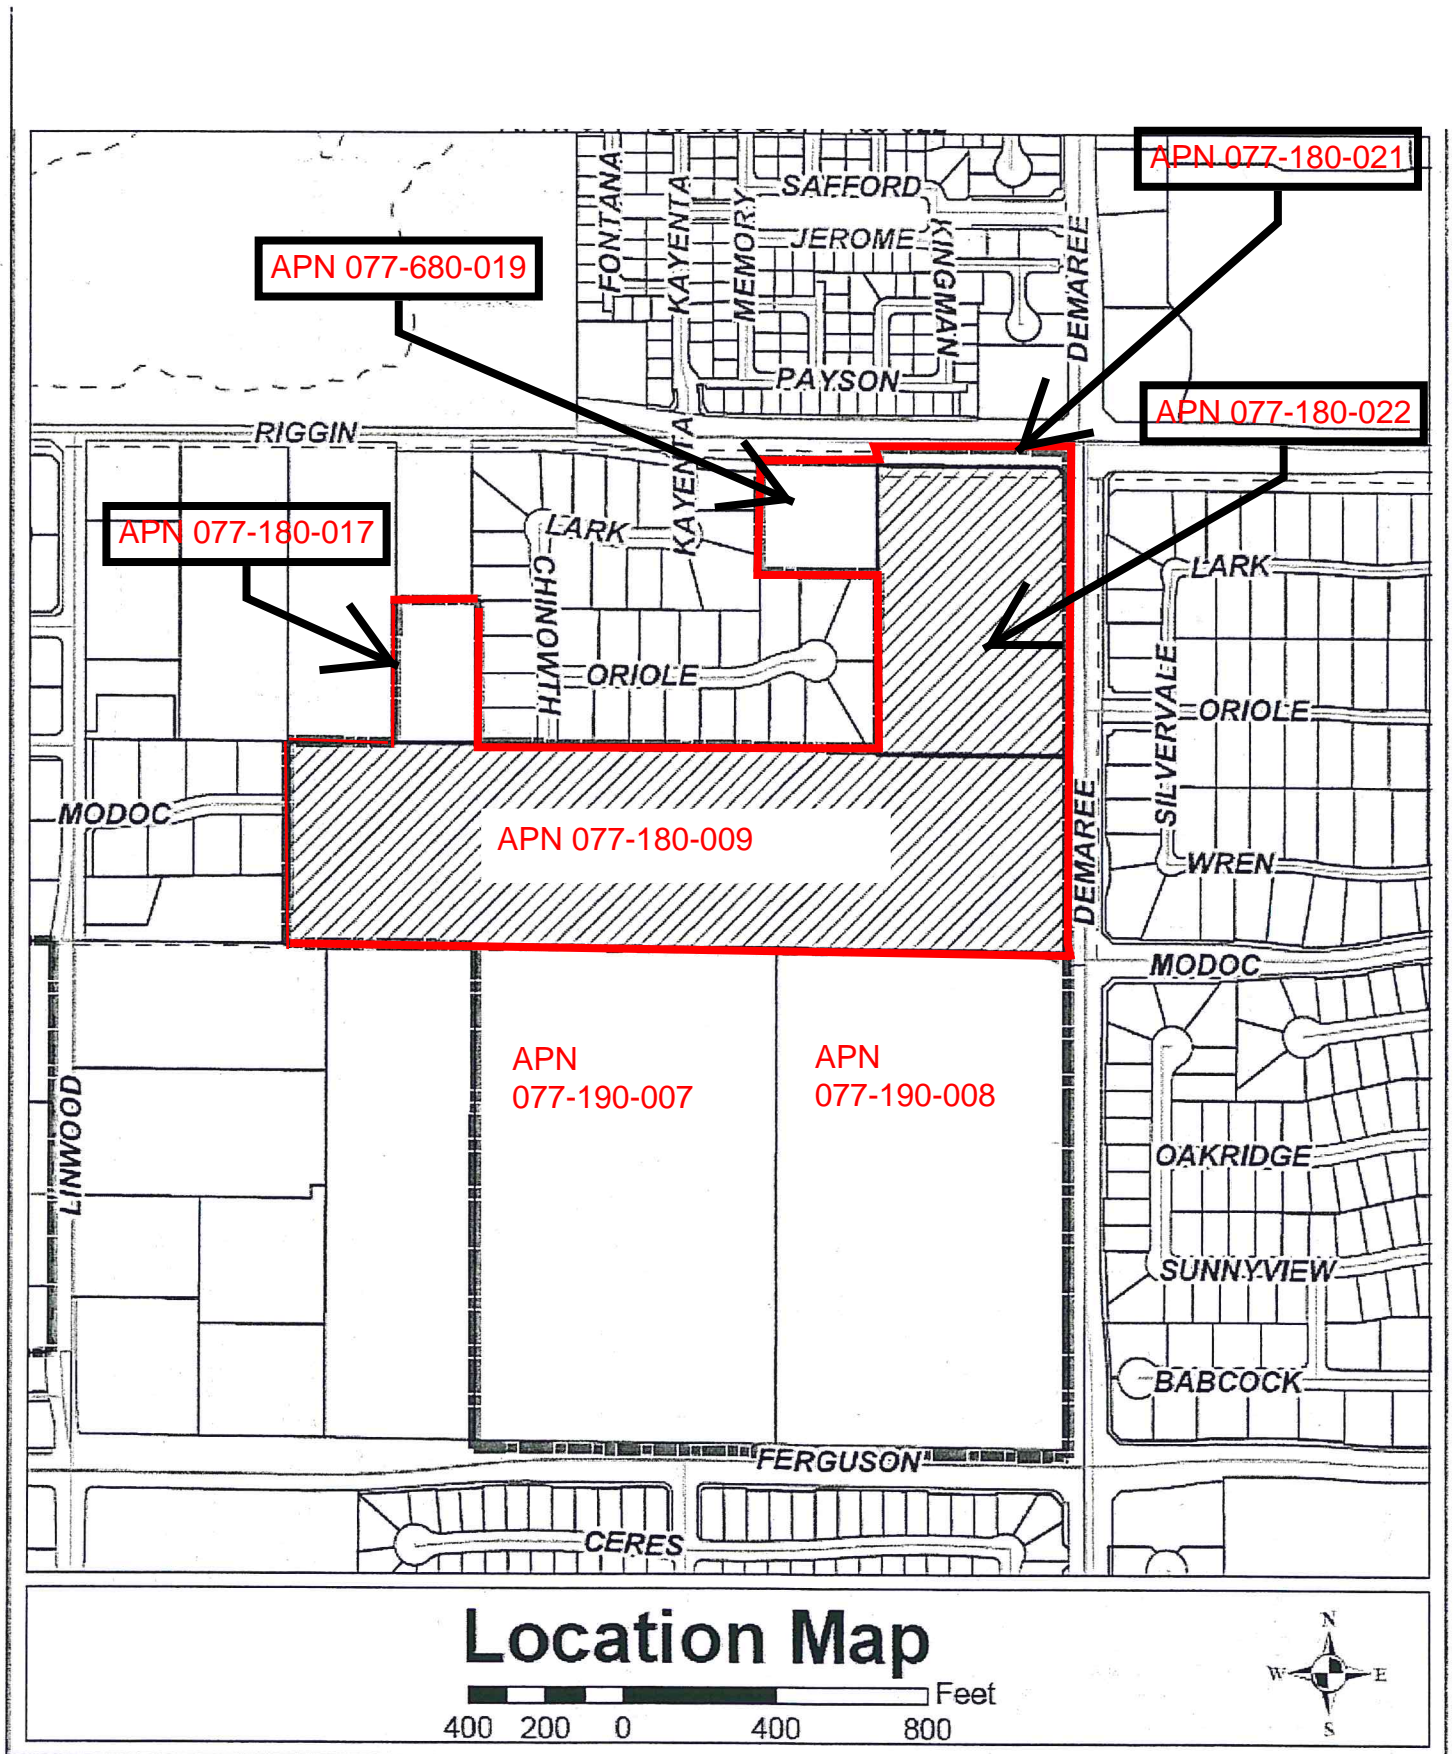 APN 077-180-021
SAFFORD
FONTANA
KAYENTA
MEMORY
JEROME
KINGMAN
DEMAREE
APN 077-680-019
PAYSON
APN 077-180-022
RIGGIN
KAYENTA
APN 077-180-017
LARK
CHINOWTH
LARK
ORIOLE
SILVERVALE
ORIOLE
MODOC
APN 077-180-009
DEMAREE
WREN
MODOC
APN
077-190-007
APN
077-190-008
LINWOOD
OAKRIDGE
SUNNYVIEW
BABCOCK
FERGUSON
CERES
Location Map
Feet
400 200 0 400 800
N
W E
S